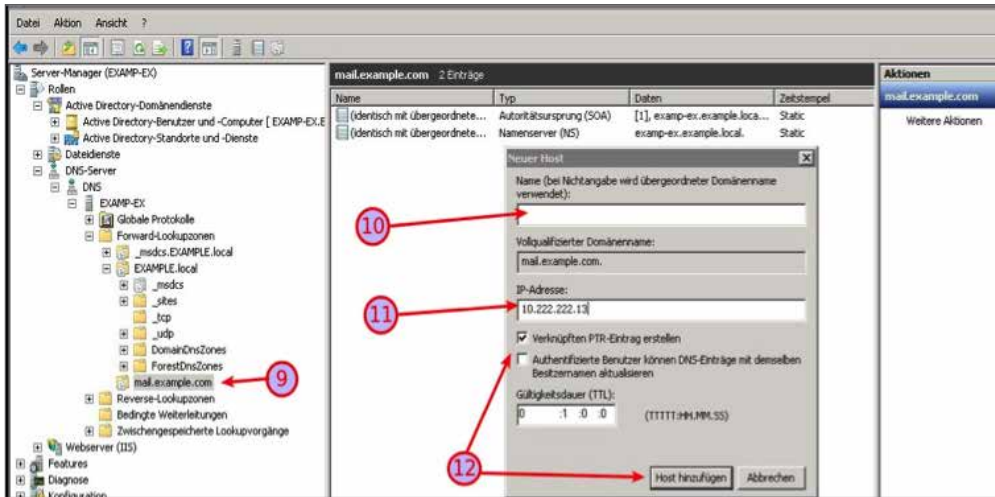 Datei Aktion Ansicht ?
Server-Manager (EXAMP-EX)
Rollen
Active Directory-Domänendienste
Active Directory-Benutzer und -Computer [ EXAMP-EX.E
Active Directory-Standorte und -Dienste
Dateidienste
DNS-Server
DNS
EXAMP-EX
Globale Protokolle
Forward-Lookupzonen
_msdcs.EXAMPLE.local
EXAMPLE.local
_msdcs
_sites
_tcp
_udp
DomainDnsZones
ForestDnsZones
mail.example.com
9
Reverse-Lookupzonen
Bedingte Weiterleitungen
Zwischengespeicherte Lookupvorgänge
Webserver (IIS)
Features
Diagnose
Konfiguration
mail.example.com 2 Einträge
Name Typ Daten Zeitstempel
(identisch mit übergeordnete... Autoritätsursprung (SOA) [1], examp-ex.example.loca... Static
(identisch mit übergeordnete... Namenserver (NS) examp-ex.example.local. Static
Neuer Host
Name (bei Nichtangabe wird übergeordneter Domänenname
verwendet):
10
Vollqualifizierter Domänenname:
mail.example.com.
IP-Adresse:
10.222.222.13
11
Verknüpften PTR-Eintrag erstellen
Authentifizierte Benutzer können DNS-Einträge mit demselben
Besitzernamen aktualisieren
Gültigkeitsdauer (TTL):
0 :1 :0 :0 (TTTTT:HH.MM.SS)
12
Host hinzufügen Abbrechen
Aktionen
mail.example.com
Weitere Aktionen